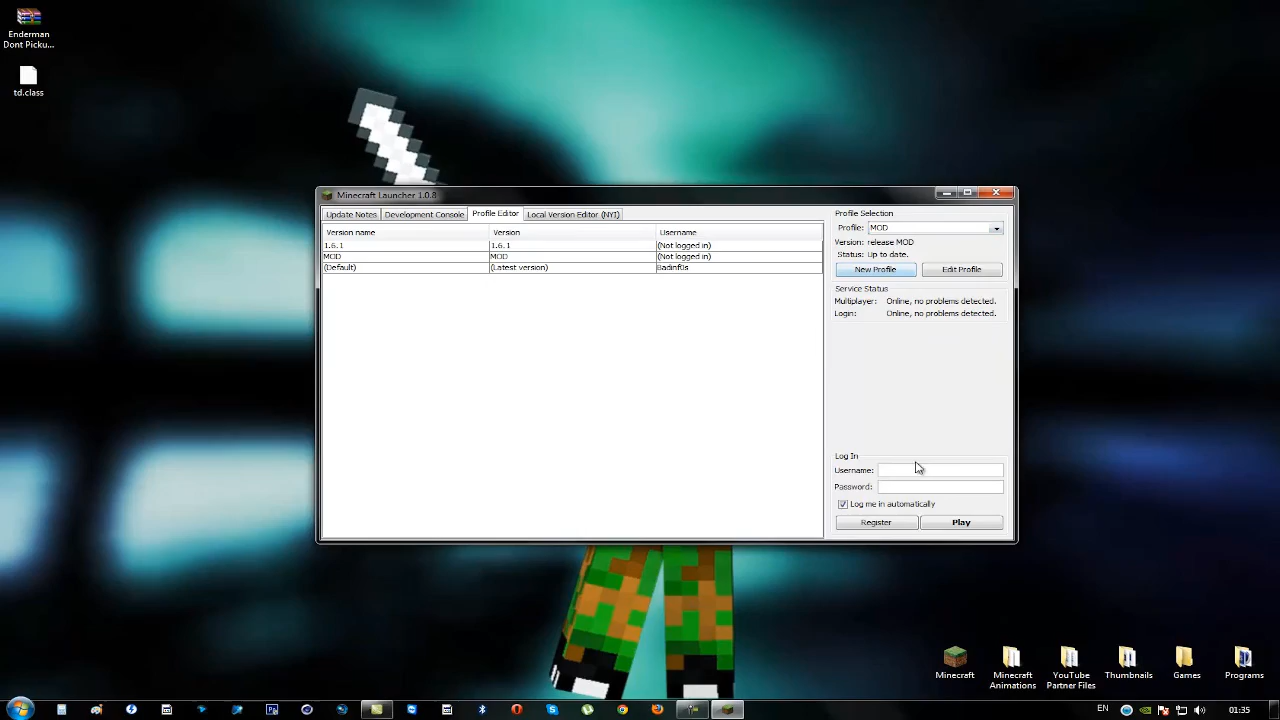 Enderman
Dont Picku...
td.class
Minecraft Launcher 1.0.8
Update Notes
Development Console
Profile Editor
Local Version Editor (NYI)
Version name
Version
Username
1.6.1
1.6.1
(Not logged in)
MOD
MOD
(Not logged in)
(Default)
(Latest version)
Profile Selection
Profile:
MOD
Version: release MOD
Status: Up to date.
New Profile
Edit Profile
Service Status
Multiplayer: Online, no problems detected.
Login: Online, no problems detected.
Log In
Username:
Password:
Log me in automatically
Register
Play
Minecraft
Minecraft
Animations
YouTube
Partner Files
Thumbnails
Games
Programs
EN
01:35